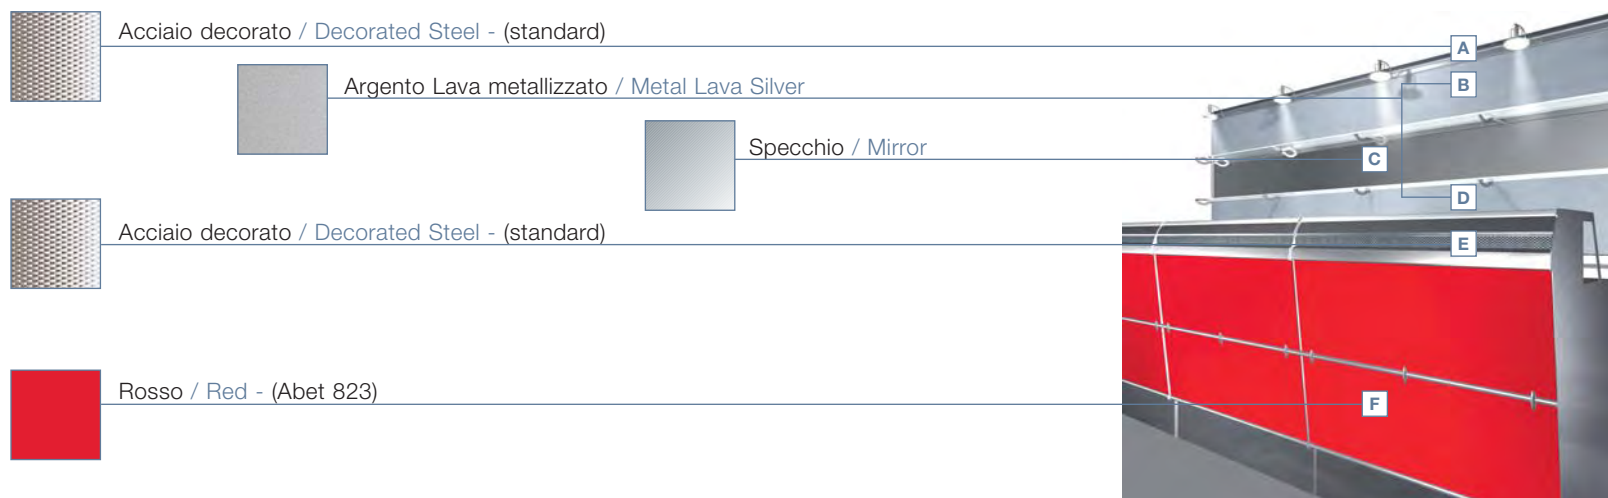 Acciaio decorato / Decorated Steel - (standard)
A
Argento Lava metallizzato / Metal Lava Silver
B
Specchio / Mirror
C
D
Acciaio decorato / Decorated Steel - (standard)
E
Rosso / Red - (Abet 823)
F